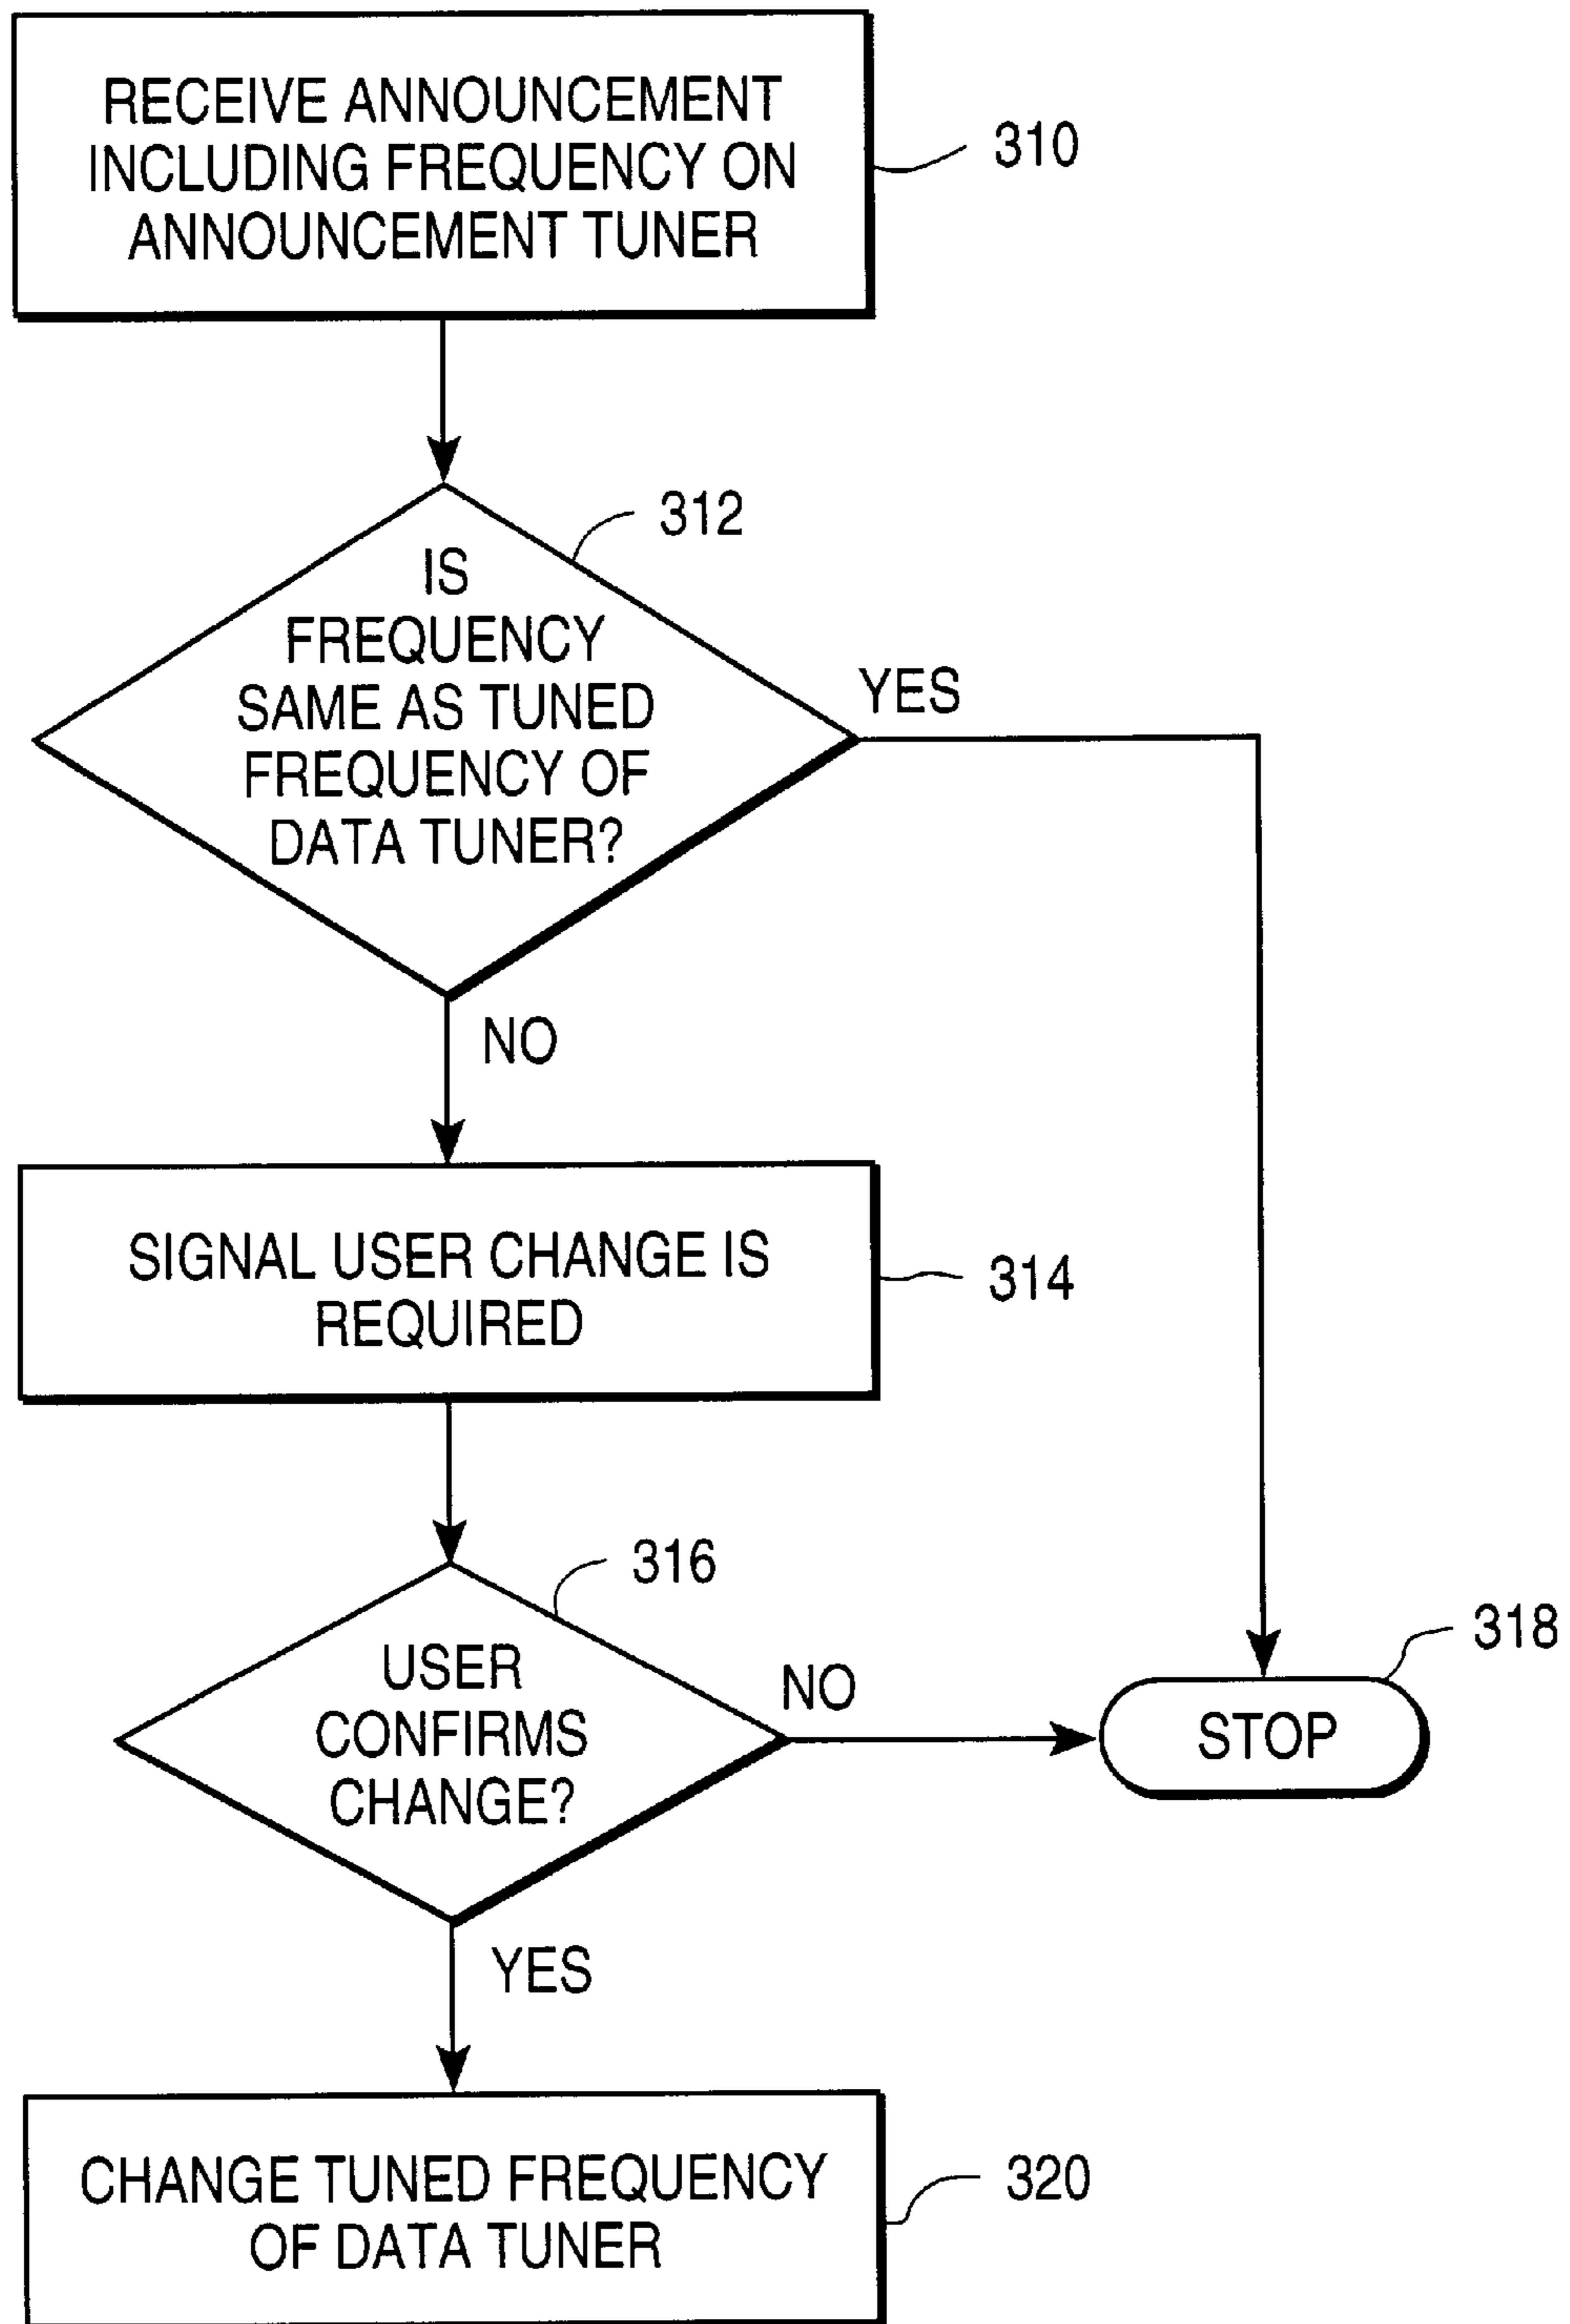 RECEIVE ANNOUNCEMENT
INCLUDING FREQUENCY ON
ANNOUNCEMENT TUNER
310
312
IS
FREQUENCY
SAME AS TUNED
FREQUENCY OF
DATA TUNER?
YES
NO
SIGNAL USER CHANGE IS
REQUIRED
314
316
USER
CONFIRMS
CHANGE?
NO
318
STOP
YES
CHANGE TUNED FREQUENCY
OF DATA TUNER
320